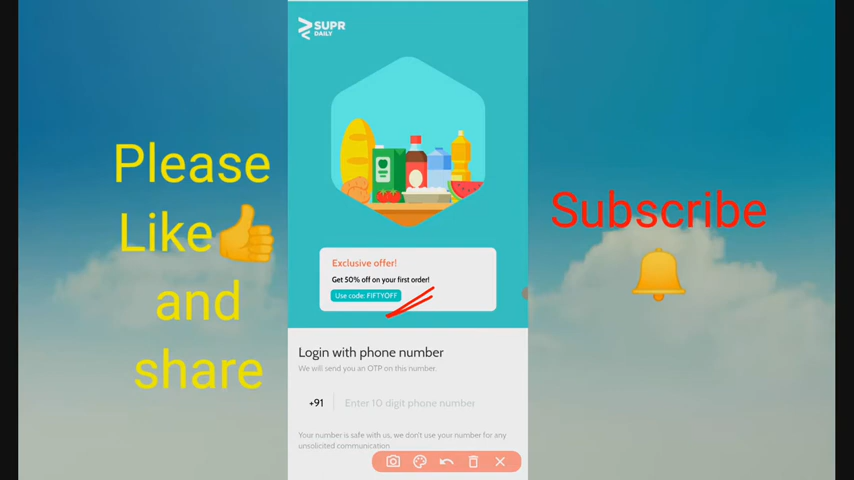 Please
Like👍
and
share
SUPR
DAILY
Exclusive offer!
Get 50% off on your first order!
Use code: FIFTYOFF
Login with phone number
We will send you an OTP on this number.
+91
Enter 10 digit phone number
Your number is safe with us, we don't use your number for any
unsolicited communication
Subscribe
🔔